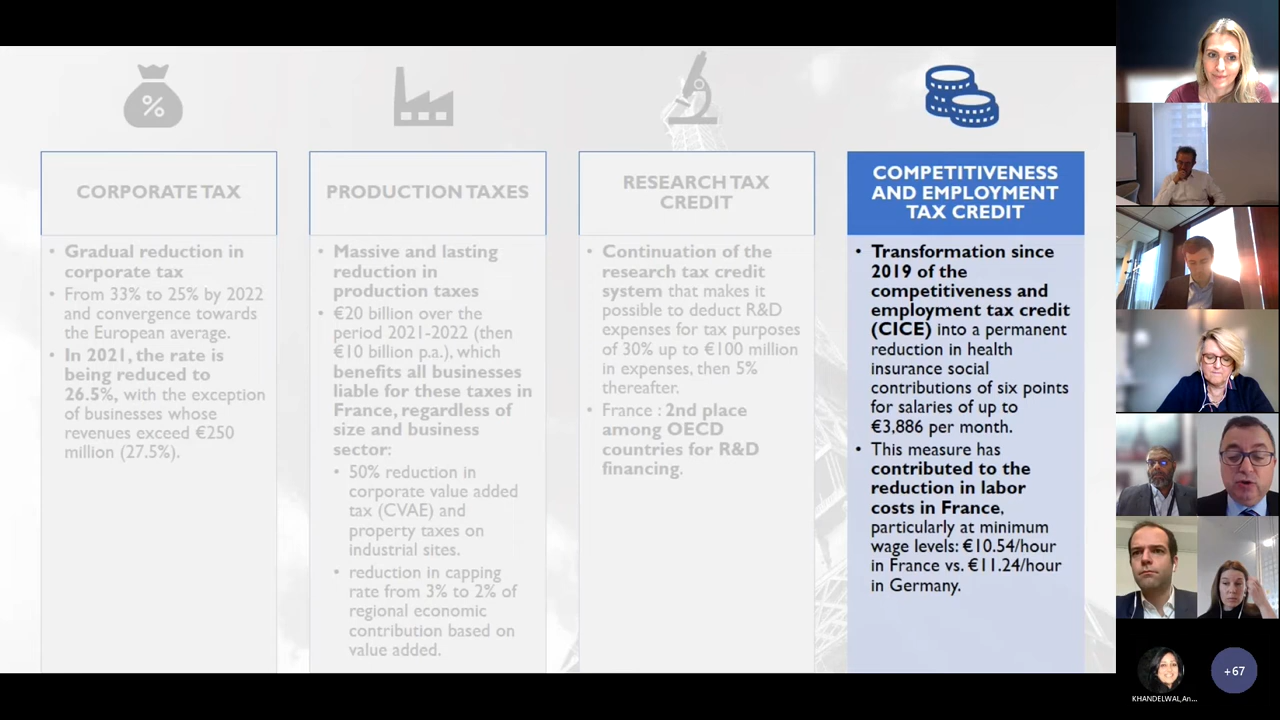 %
CORPORATE TAX
• Gradual reduction in
corporate tax
• From 33% to 25% by 2022
and convergence towards
the European average.
• In 2021, the rate is
being reduced to
26.5%, with the exception
of businesses whose
revenues exceed €250
million (27.5%).
PRODUCTION TAXES
• Massive and lasting
reduction in
production taxes
• €20 billion over the
period 2021-2022 (then
€10 billion p.a.), which
benefits all businesses
liable for these taxes in
France, regardless of
size and business
sector:
• 50% reduction in
corporate value added
tax (CVAE) and
property taxes on
industrial sites.
• reduction in capping
rate from 3% to 2% of
regional economic
contribution based on
value added.
RESEARCH TAX
CREDIT
• Continuation of the
research tax credit
system that makes it
possible to deduct R&D
expenses for tax purposes
of 30% up to €100 million
in expenses, then 5%
thereafter.
• France : 2nd place
among OECD
countries for R&D
financing.
COMPETITIVENESS
AND EMPLOYMENT
TAX CREDIT
• Transformation since
2019 of the
competitiveness and
employment tax credit
(CICE) into a permanent
reduction in health
insurance social
contributions of six points
for salaries of up to
€3,886 per month.
• This measure has
contributed to the
reduction in labor
costs in France,
particularly at minimum
wage levels: €10.54/hour
in France vs. €11.24/hour
in Germany.
KHANDELWAL,An...
+67